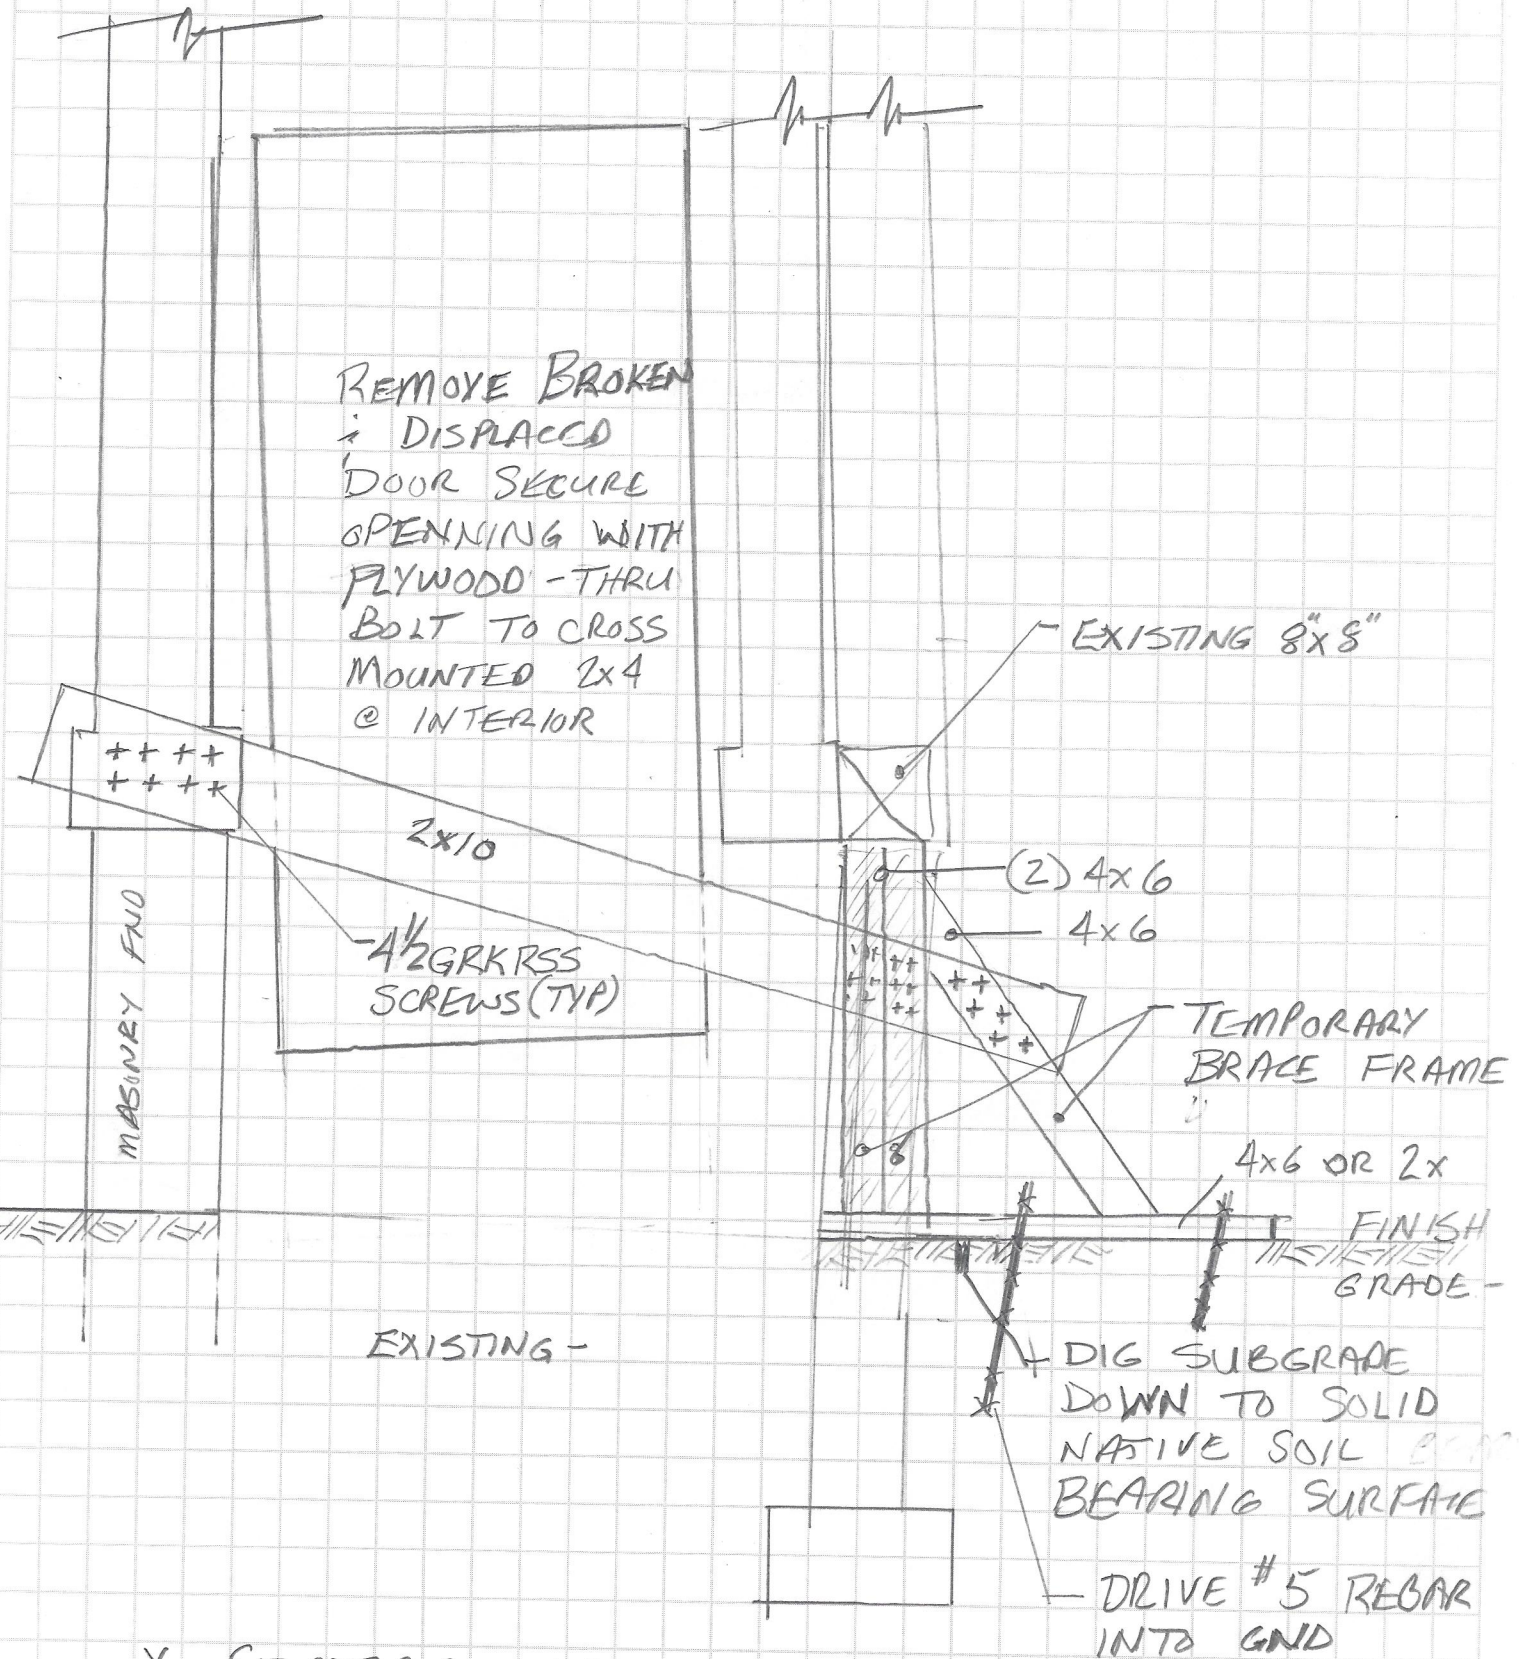 REMOVE BROKEN
& DISPLACED
DOOR SECURE
OPENNING WITH
PLYWOOD - THRU
BOLT TO CROSS
MOUNTED 2x4
@ INTERIOR
EXISTING 8"x8"
2x10
(2) 4x6
4x6
4 1/2 GRK RSS
SCREWS (TYP)
MASONRY FND
TEMPORARY
BRACE FRAME
4x6 OR 2x
FINISH
GRADE -
EXISTING -
DIG SUBGRADE
DOWN TO SOLID
NATIVE SOIL
BEARING SURFACE
DRIVE #5 REBAR
INTO GND